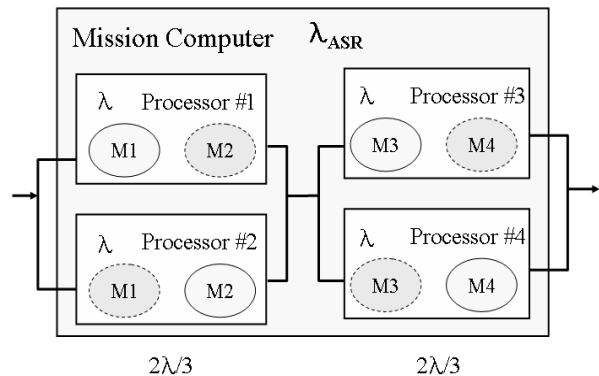 Mission Computer λASR
λ Processor #1
M1 M2
λ Processor #3
M3 M4
λ Processor #2
M1 M2
λ Processor #4
M3 M4
2λ/3 2λ/3